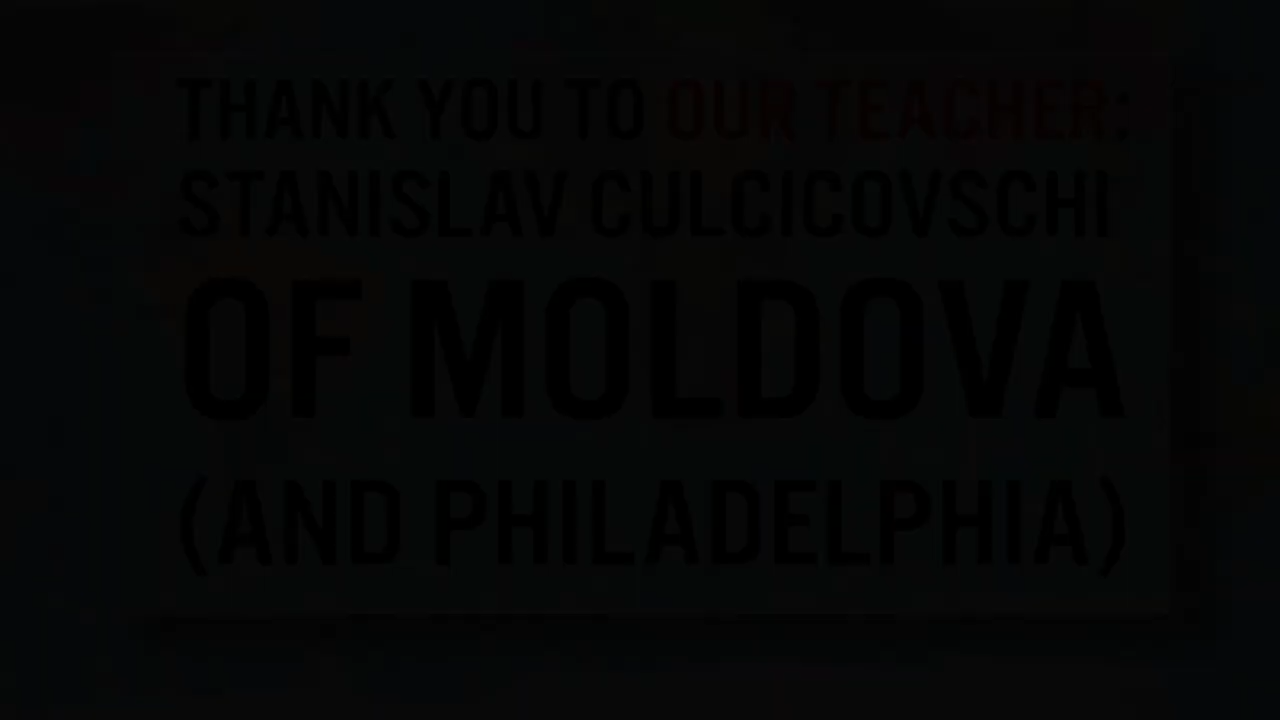 THANK YOU TO OUR TEACHER:
STANISLAV CULCICOVSCHI
OF MOLDOVA
(AND PHILADELPHIA)